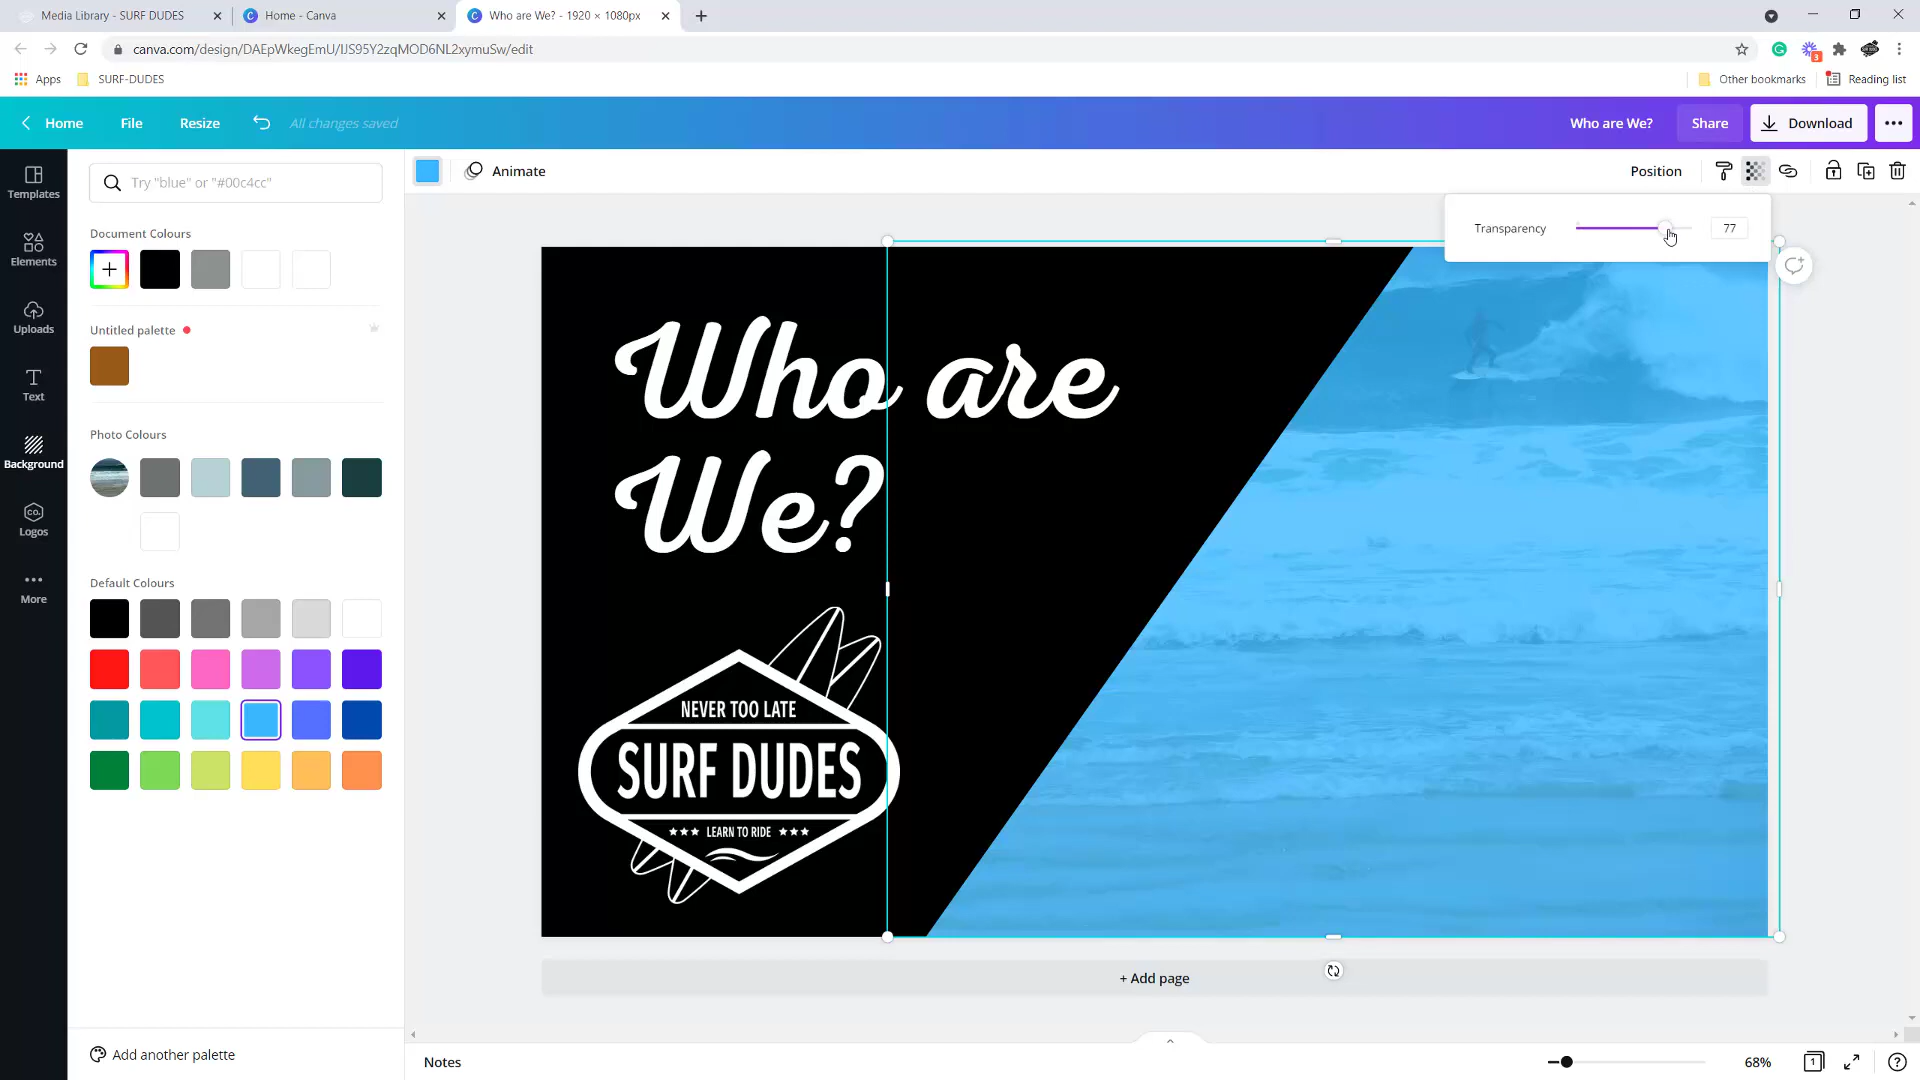 Media Library - SURF DUDES
Home - Canva
Who are We? - 1920 × 1080px
canva.com/design/DAEpWkegEmU/IJS95Y2zqMOD6NL2xymuSw/edit
3
Apps
SURF-DUDES
Other bookmarks
Reading list
Home
File
Resize
All changes saved
Who are We?
Share
Download
Templates
Elements
Uploads
Text
Background
CO.
Logos
More
Try "blue" or "#00c4cc"
Document Colours
Untitled palette
Photo Colours
Default Colours
Add another palette
Animate
Position
Transparency
77
Who are
We?
NEVER TOO LATE
SURF DUDES
LEARN TO RIDE
+ Add page
Notes
68%
1